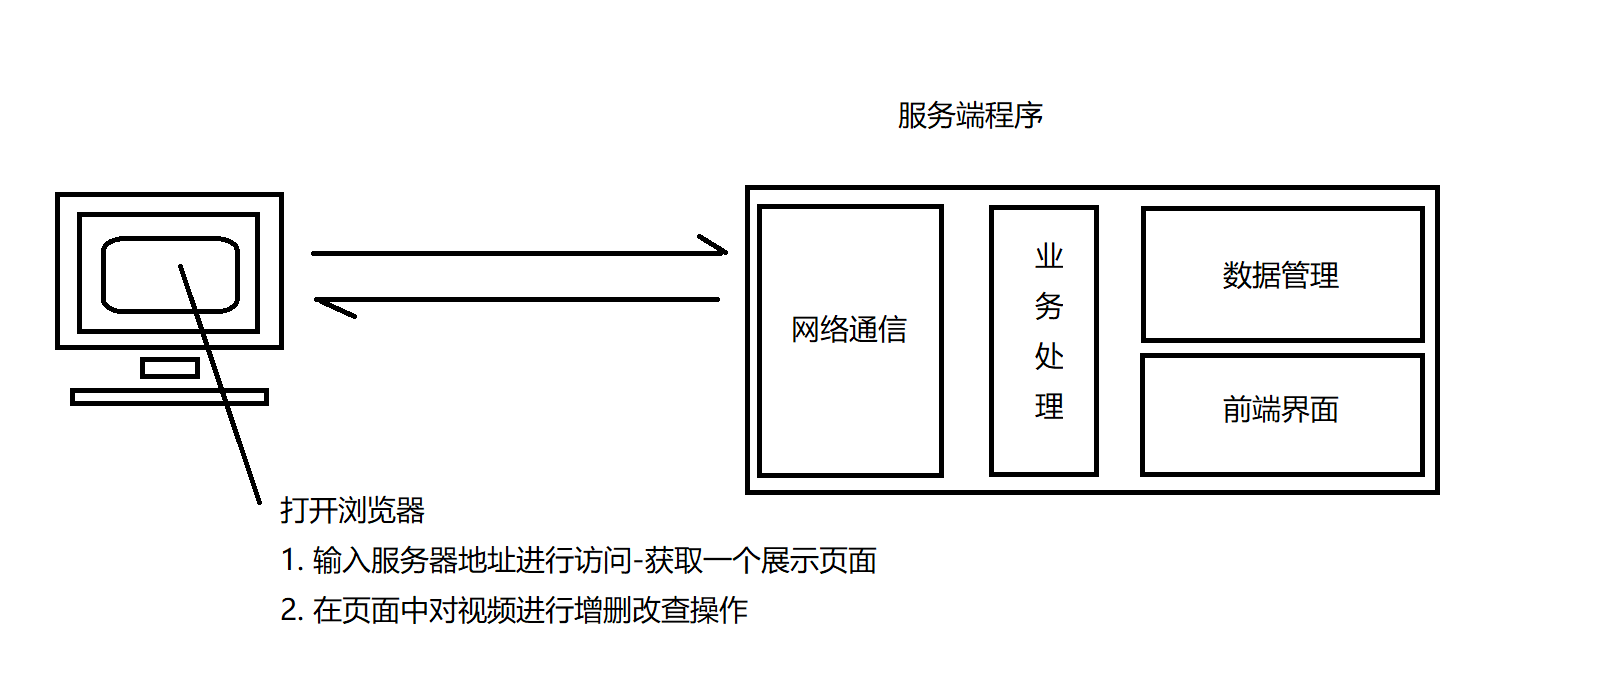 服务端程序
网络通信
业务处理
数据管理
前端界面
打开浏览器
1. 输入服务器地址进行访问-获取一个展示页面
2. 在页面中对视频进行增删改查操作